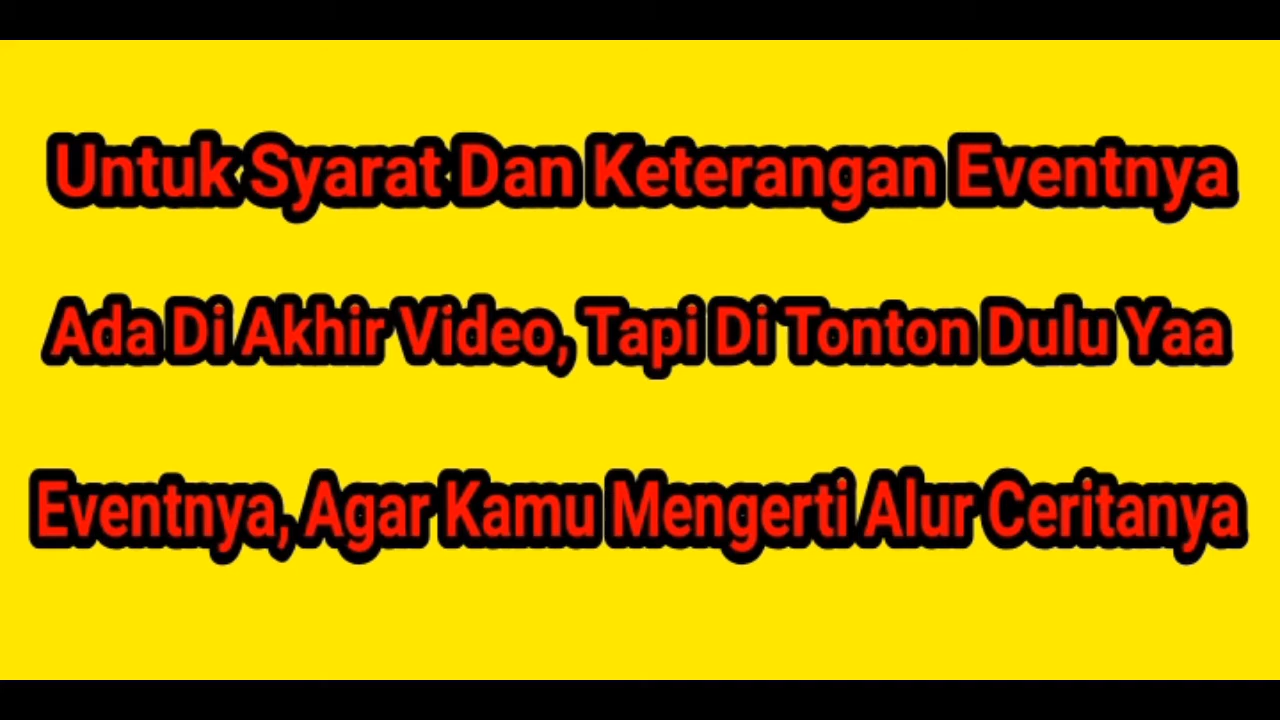 Untuk Syarat Dan Keterangan Eventnya
Ada Di Akhir Video, Tapi Di Tonton Dulu Yaa
Eventnya, Agar Kamu Mengerti Alur Ceritanya